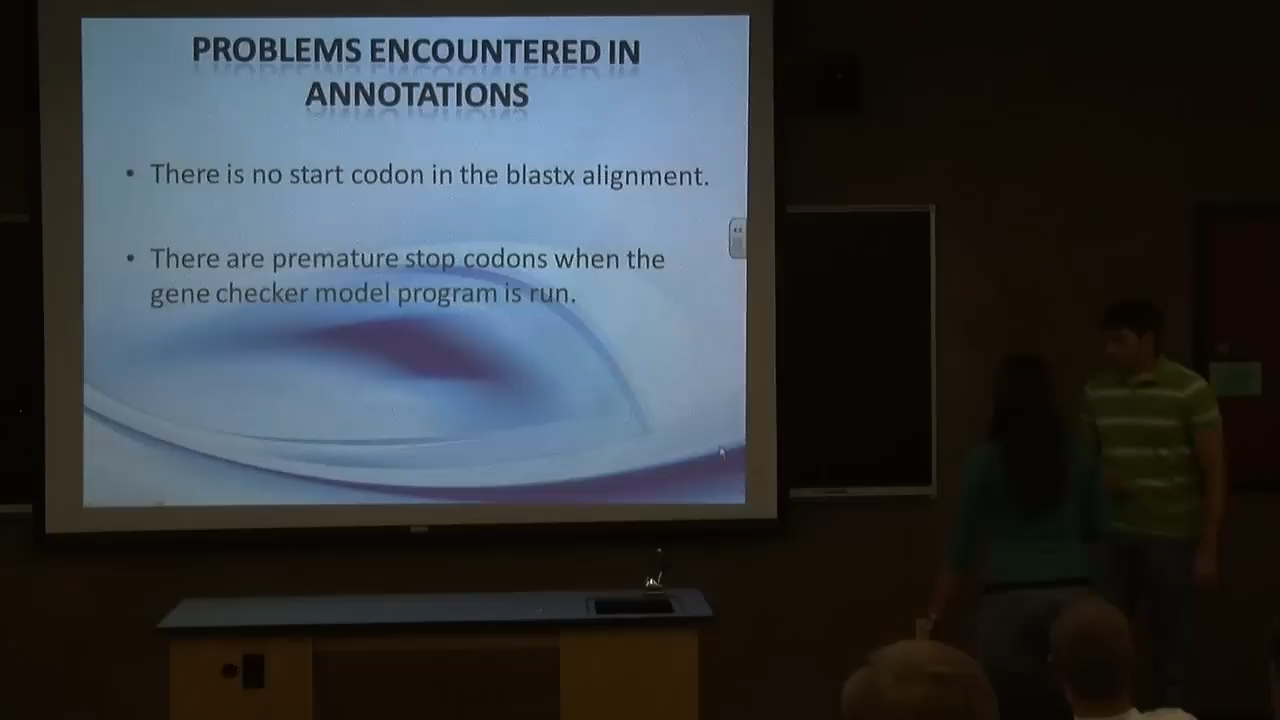 PROBLEMS ENCOUNTERED IN
ANNOTATIONS
• There is no start codon in the blastx alignment.
• There are premature stop codons when the
gene checker model program is run.